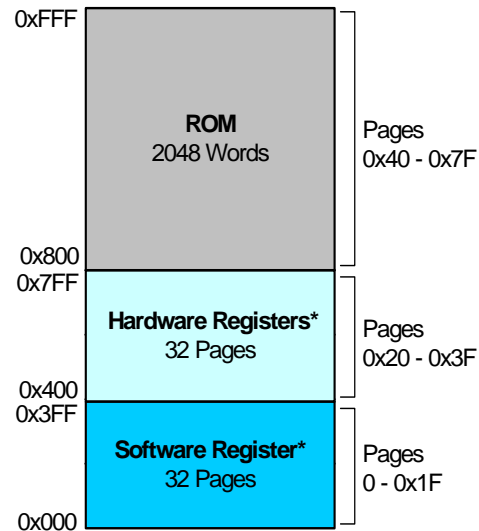 0xFFF
ROM
2048 Words
Pages
0x40 - 0x7F
0x800
0x7FF
Hardware Registers*
32 Pages
Pages
0x20 - 0x3F
0x400
0x3FF
Software Register*
32 Pages
Pages
0 - 0x1F
0x000